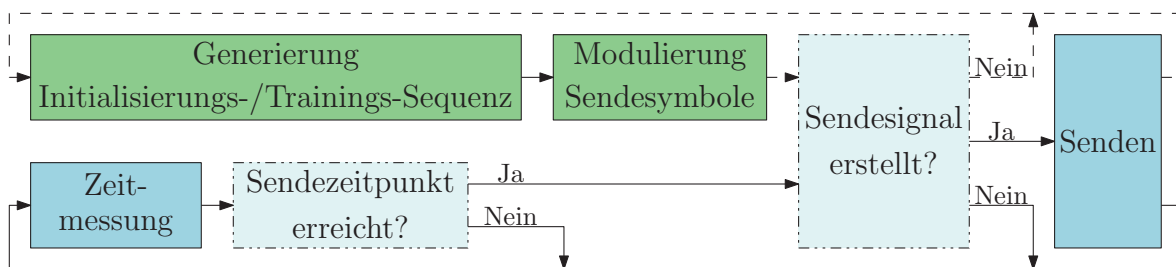 Generierung
Initialisierungs-/Trainings-Sequenz
Modulierung
Sendesymbole
Sendesignal
erstellt?
Nein
Ja
Nein
Senden
Zeit-
messung
Sendezeitpunkt
erreicht?
Ja
Nein